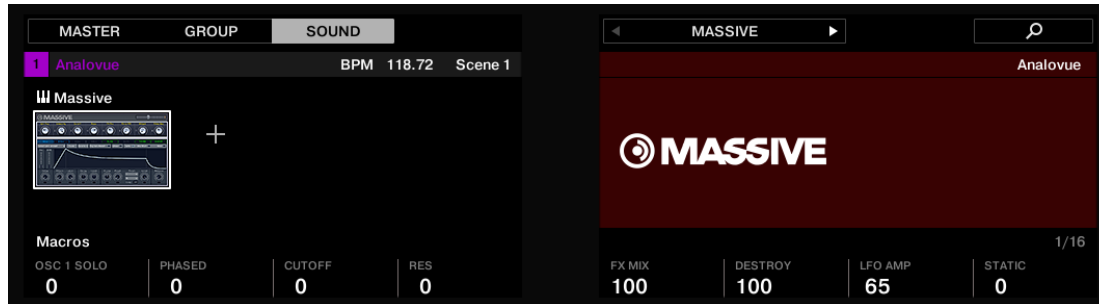 MASTER GROUP SOUND
1 Analovue BPM 118.72 Scene 1
Massive
MASSIVE
Macros
OSC 1 SOLO PHASED CUTOFF RES
0 0 0 0
MASSIVE
Analovue
MASSIVE
1/16
FX MIX DESTROY LFO AMP STATIC
100 100 65 0